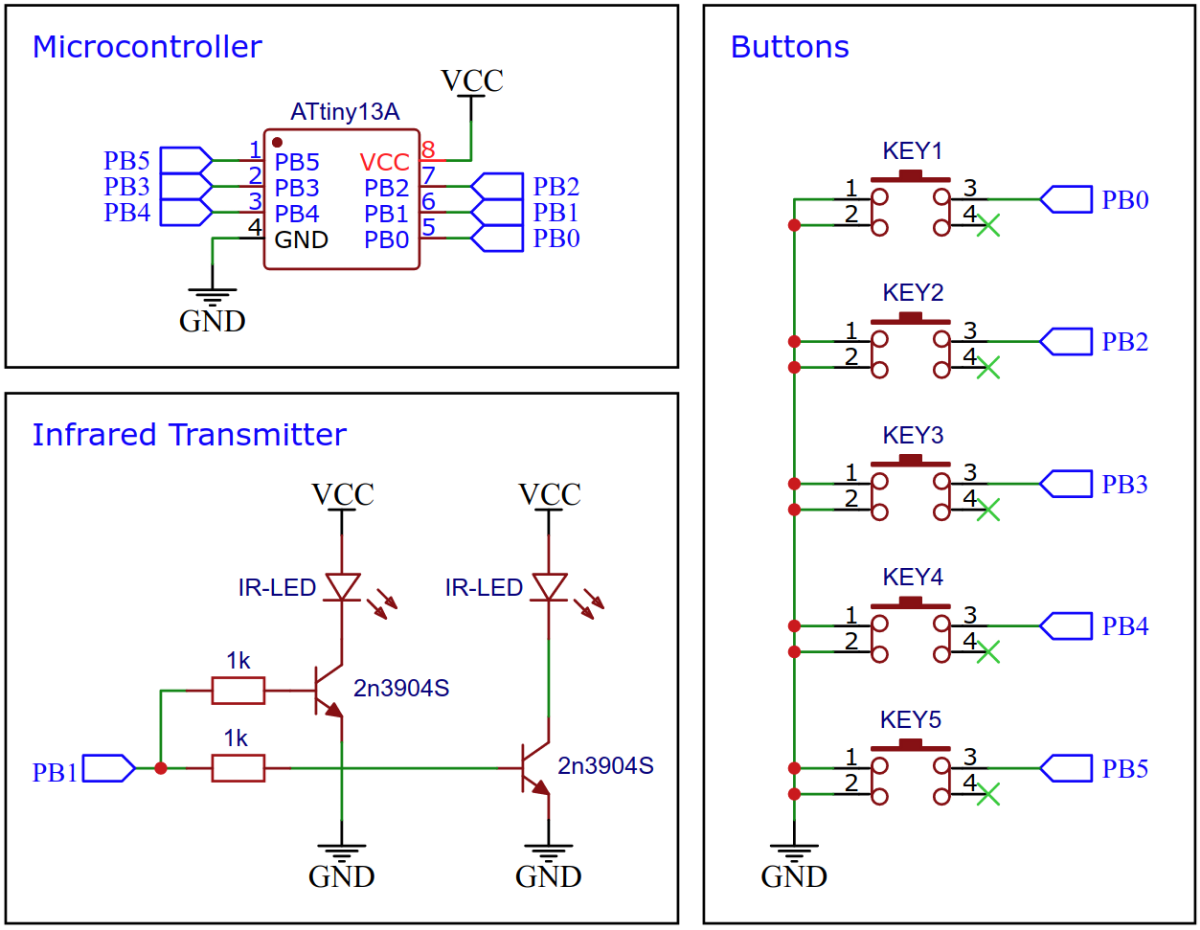 Microcontroller
VCC
ATtiny13A
PB5 1 PB5 VCC 8
PB3 2 PB3 PB2 7 PB2
PB4 3 PB4 PB1 6 PB1
4 GND PB0 5 PB0
GND
Infrared Transmitter
VCC VCC
IR-LED IR-LED
1k
2n3904S
1k
PB1 2n3904S
GND GND
Buttons
KEY1
1 3 PB0
2 4
KEY2
1 3 PB2
2 4
KEY3
1 3 PB3
2 4
KEY4
1 3 PB4
2 4
KEY5
1 3 PB5
2 4
GND